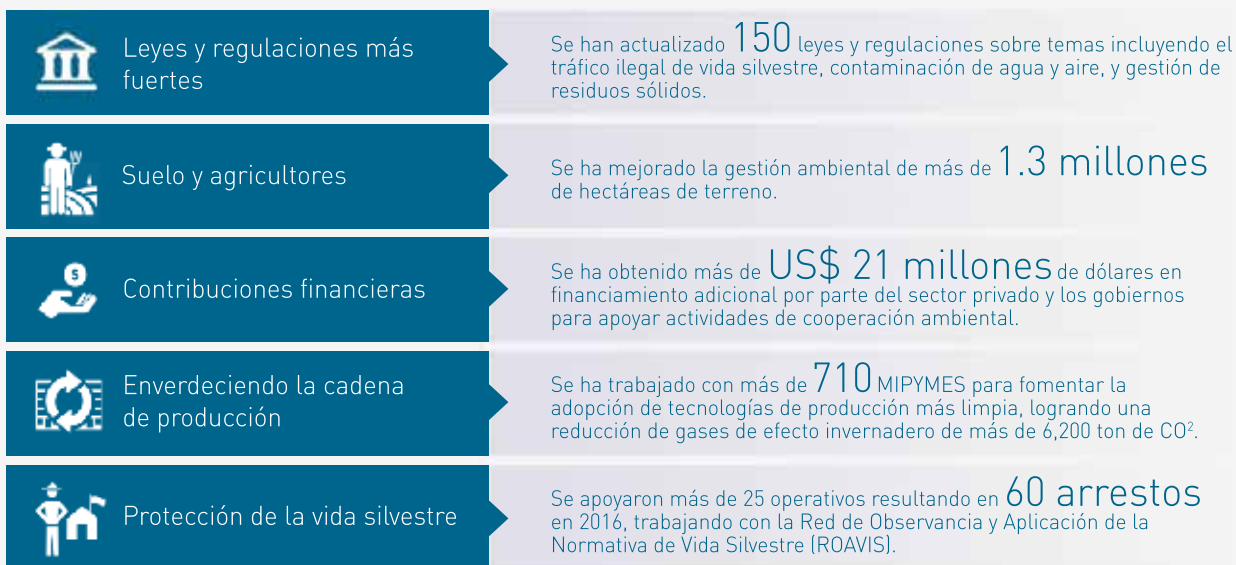 Leyes y regulaciones más
fuertes
Se han actualizado 150 leyes y regulaciones sobre temas incluyendo el
tráfico ilegal de vida silvestre, contaminación de agua y aire, y gestión de
residuos sólidos.
Suelo y agricultores
Se ha mejorado la gestión ambiental de más de 1.3 millones
de hectáreas de terreno.
Contribuciones financieras
Se ha obtenido más de US$ 21 millones de dólares en
financiamiento adicional por parte del sector privado y los gobiernos
para apoyar actividades de cooperación ambiental.
Enverdeciendo la cadena
de producción
Se ha trabajado con más de 710 MIPYMES para fomentar la
adopción de tecnologías de producción más limpia, logrando una
reducción de gases de efecto invernadero de más de 6,200 ton de CO².
Protección de la vida silvestre
Se apoyaron más de 25 operativos resultando en 60 arrestos
en 2016, trabajando con la Red de Observancia y Aplicación de la
Normativa de Vida Silvestre (ROAVIS).